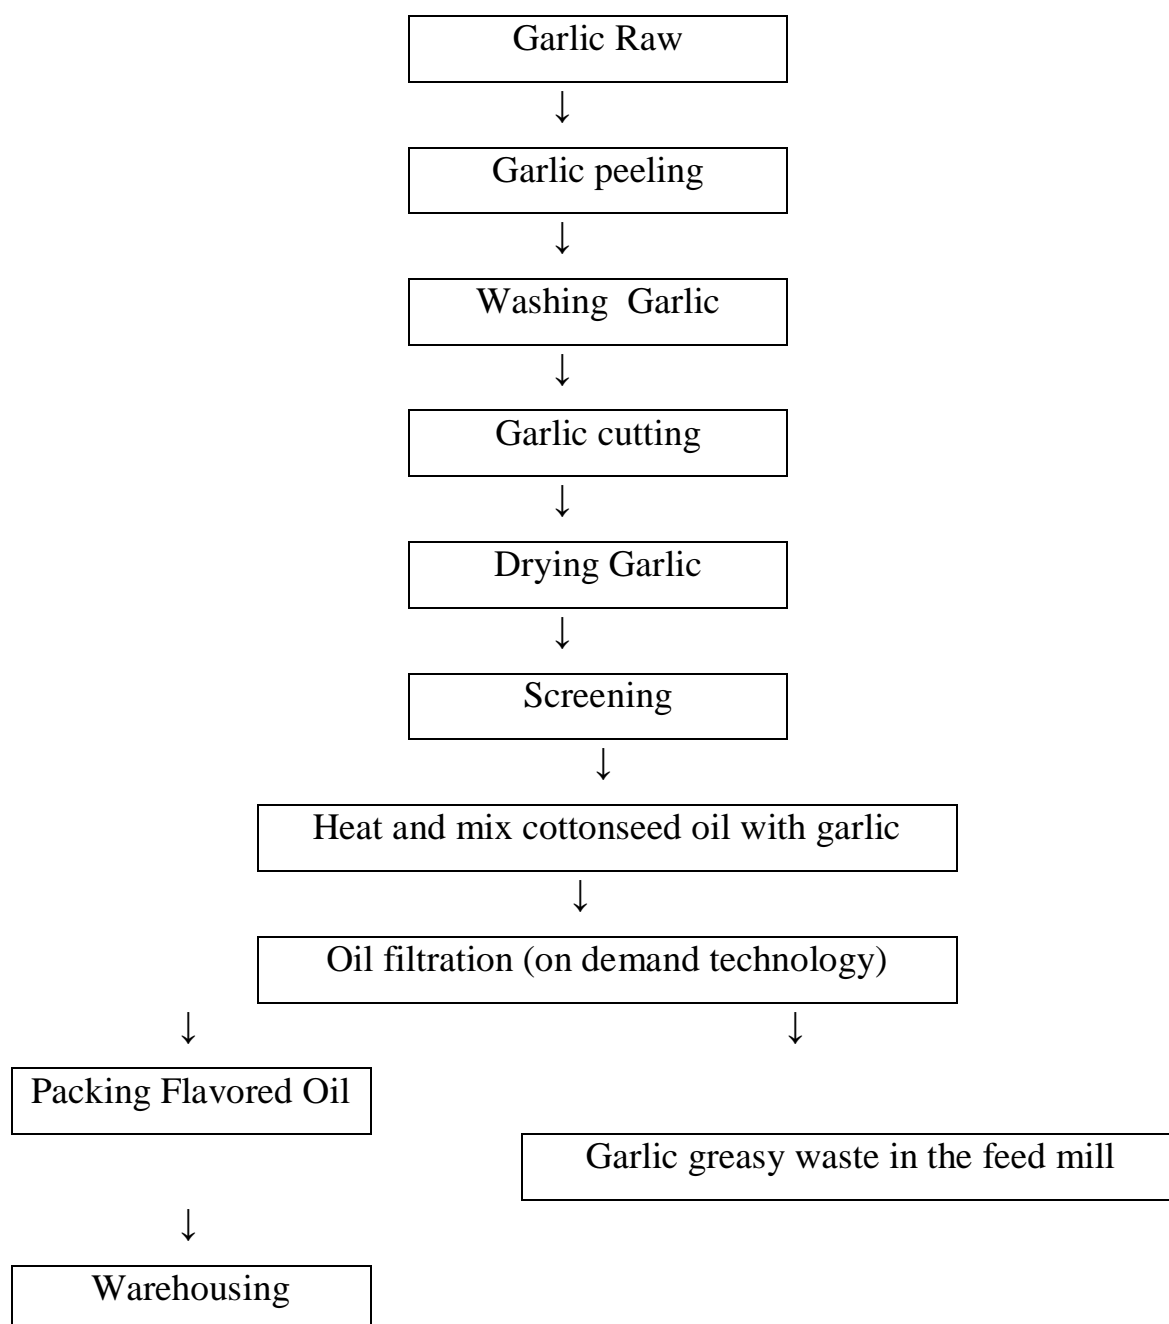 Garlic Raw
↓
Garlic peeling
↓
Washing  Garlic
↓
Garlic cutting
↓
Drying Garlic
↓
Screening
↓
Heat and mix cottonseed oil with garlic
↓
Oil filtration (on demand technology)
↓ ↓
Packing Flavored Oil
Garlic greasy waste in the feed mill
↓
Warehousing